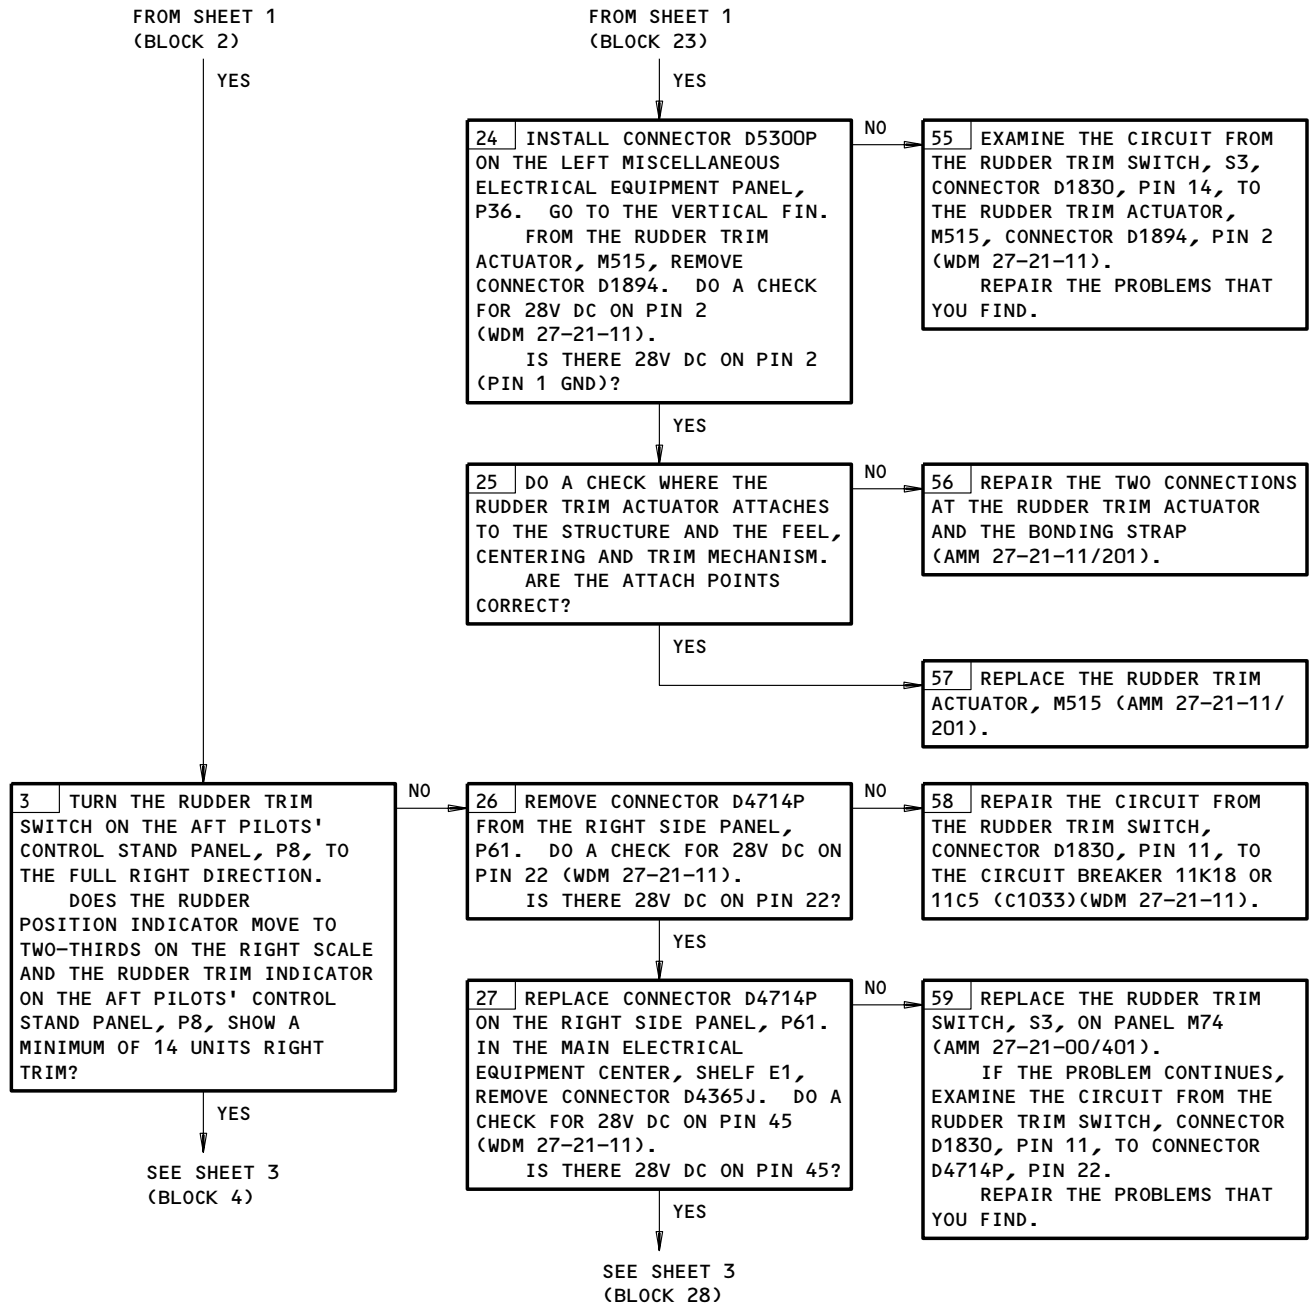 FROM SHEET 1
(BLOCK 2)
YES
FROM SHEET 1
(BLOCK 23)
YES
24 INSTALL CONNECTOR D5300P
ON THE LEFT MISCELLANEOUS
ELECTRICAL EQUIPMENT PANEL,
P36. GO TO THE VERTICAL FIN.
FROM THE RUDDER TRIM
ACTUATOR, M515, REMOVE
CONNECTOR D1894. DO A CHECK
FOR 28V DC ON PIN 2
(WDM 27-21-11).
IS THERE 28V DC ON PIN 2
(PIN 1 GND)?
NO
55 EXAMINE THE CIRCUIT FROM
THE RUDDER TRIM SWITCH, S3,
CONNECTOR D1830, PIN 14, TO
THE RUDDER TRIM ACTUATOR,
M515, CONNECTOR D1894, PIN 2
(WDM 27-21-11).
REPAIR THE PROBLEMS THAT
YOU FIND.
YES
25 DO A CHECK WHERE THE
RUDDER TRIM ACTUATOR ATTACHES
TO THE STRUCTURE AND THE FEEL,
CENTERING AND TRIM MECHANISM.
ARE THE ATTACH POINTS
CORRECT?
NO
56 REPAIR THE TWO CONNECTIONS
AT THE RUDDER TRIM ACTUATOR
AND THE BONDING STRAP
(AMM 27-21-11/201).
YES
57 REPLACE THE RUDDER TRIM
ACTUATOR, M515 (AMM 27-21-11/
201).
3 TURN THE RUDDER TRIM
SWITCH ON THE AFT PILOTS'
CONTROL STAND PANEL, P8, TO
THE FULL RIGHT DIRECTION.
DOES THE RUDDER
POSITION INDICATOR MOVE TO
TWO-THIRDS ON THE RIGHT SCALE
AND THE RUDDER TRIM INDICATOR
ON THE AFT PILOTS' CONTROL
STAND PANEL, P8, SHOW A
MINIMUM OF 14 UNITS RIGHT
TRIM?
NO
26 REMOVE CONNECTOR D4714P
FROM THE RIGHT SIDE PANEL,
P61. DO A CHECK FOR 28V DC ON
PIN 22 (WDM 27-21-11).
IS THERE 28V DC ON PIN 22?
NO
58 REPAIR THE CIRCUIT FROM
THE RUDDER TRIM SWITCH,
CONNECTOR D1830, PIN 11, TO
THE CIRCUIT BREAKER 11K18 OR
11C5 (C1033)(WDM 27-21-11).
YES
27 REPLACE CONNECTOR D4714P
ON THE RIGHT SIDE PANEL, P61.
IN THE MAIN ELECTRICAL
EQUIPMENT CENTER, SHELF E1,
REMOVE CONNECTOR D4365J. DO A
CHECK FOR 28V DC ON PIN 45
(WDM 27-21-11).
IS THERE 28V DC ON PIN 45?
NO
59 REPLACE THE RUDDER TRIM
SWITCH, S3, ON PANEL M74
(AMM 27-21-00/401).
IF THE PROBLEM CONTINUES,
EXAMINE THE CIRCUIT FROM THE
RUDDER TRIM SWITCH, CONNECTOR
D1830, PIN 11, TO CONNECTOR
D4714P, PIN 22.
REPAIR THE PROBLEMS THAT
YOU FIND.
YES
SEE SHEET 3
(BLOCK 4)
YES
SEE SHEET 3
(BLOCK 28)